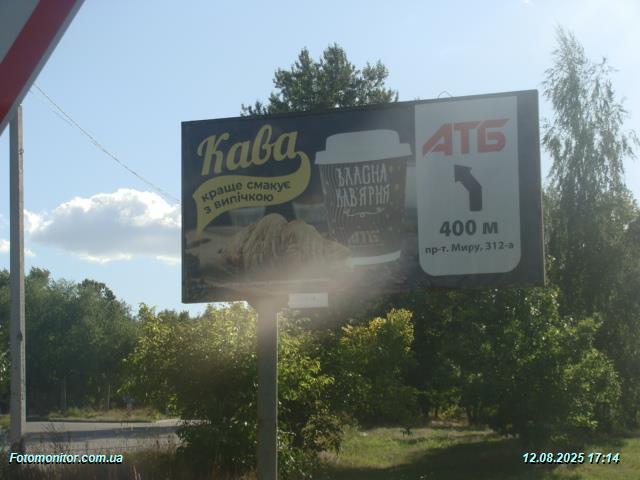 Кава
краще смакує
з випічкою
ВЛАСНА
КАВ'ЯРНЯ
АТБ
АТБ
400 м
пр-т. Миру, 312-а
Fotomonitor.com.ua
12.08.2025 17:14